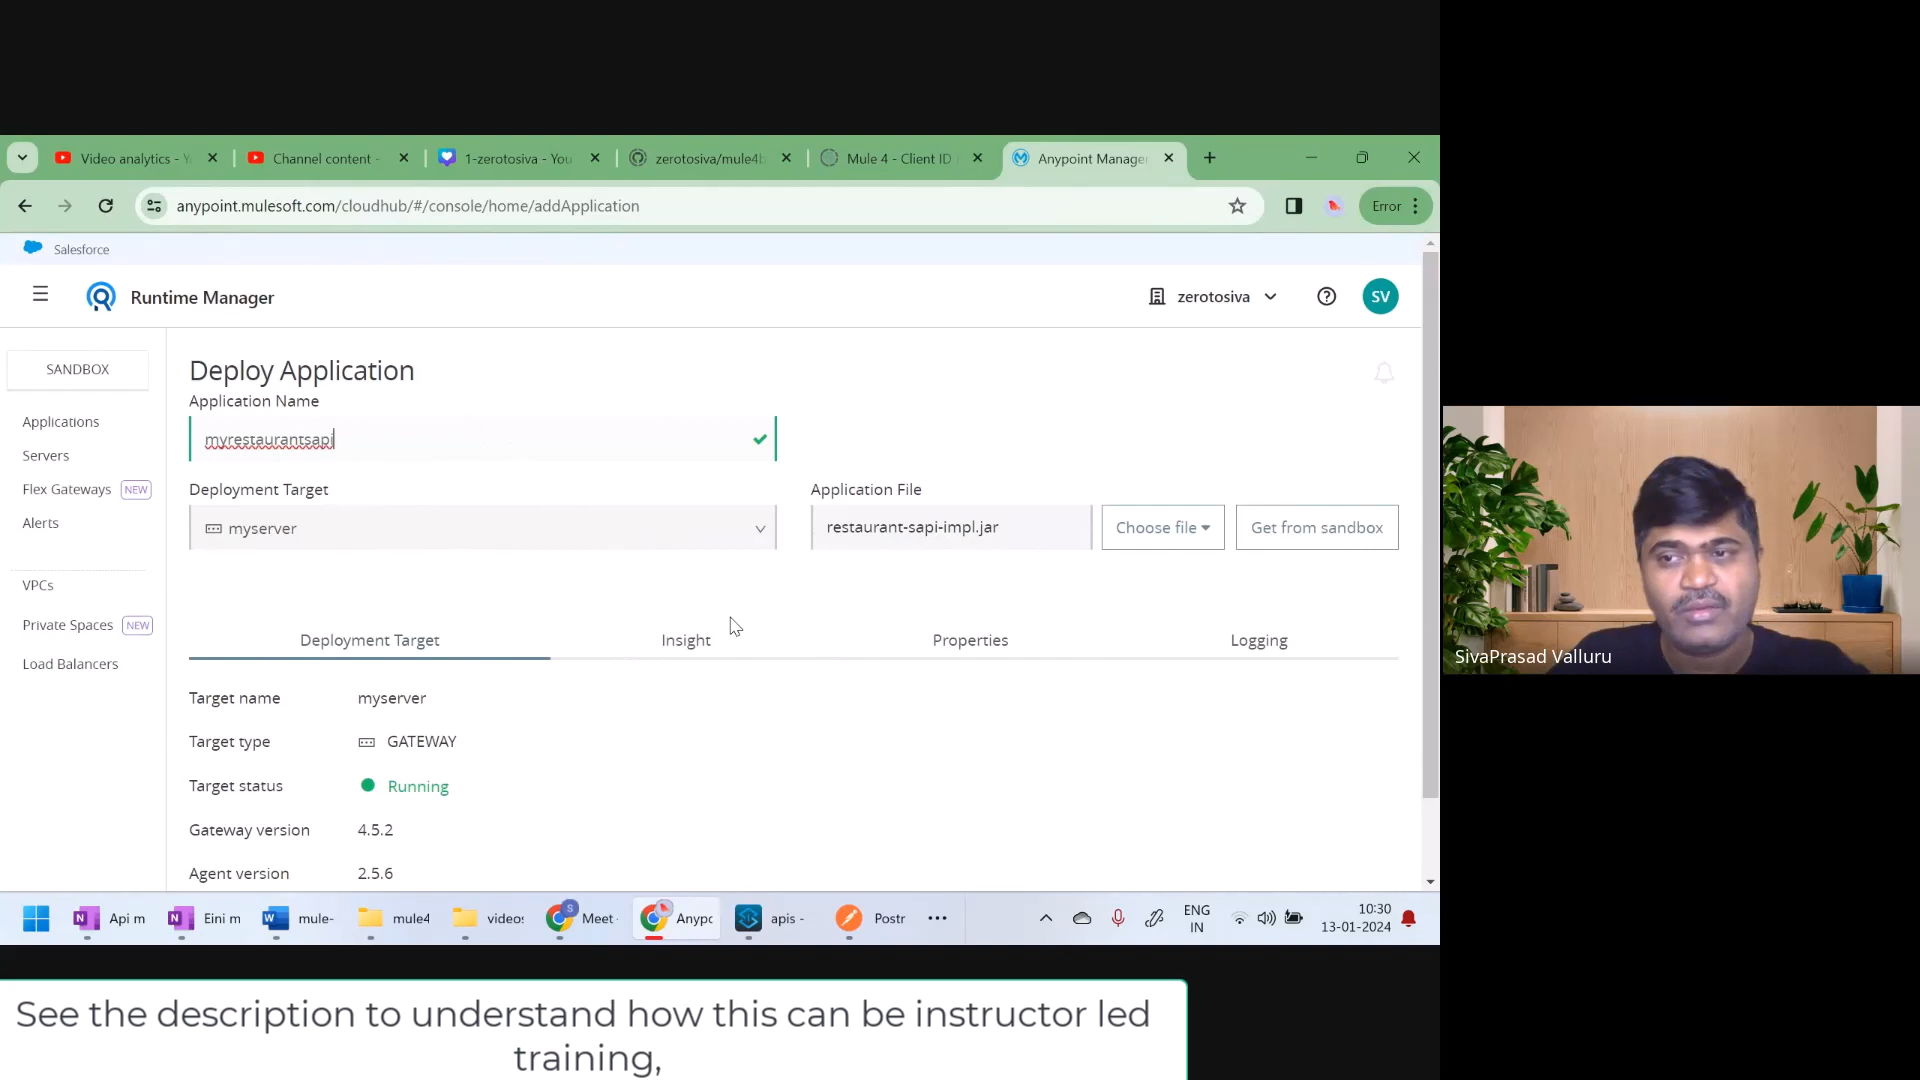 Video analytics - Y
Channel content -
1-zerotosiva - You
zerotosiva/mule4b
Mule 4 - Client ID
Anypoint Manager
anypoint.mulesoft.com/cloudhub/#/console/home/addApplication
Error
Salesforce
Runtime Manager
zerotosiva
SV
SANDBOX
Applications
Servers
Flex Gateways NEW
Alerts
VPCs
Private Spaces NEW
Load Balancers
Deploy Application
Application Name
myrestaurantsapi
Deployment Target
myserver
Application File
restaurant-sapi-impl.jar
Choose file
Get from sandbox
Deployment Target Insight Properties Logging
Target name myserver
Target type GATEWAY
Target status Running
Gateway version 4.5.2
Agent version 2.5.6
SivaPrasad Valluru
Api m
Eini m
mule-
mule4
videos
Meet
Anypo
apis -
Postr
ENG
IN
10:30
13-01-2024
See the description to understand how this can be instructor led
training,